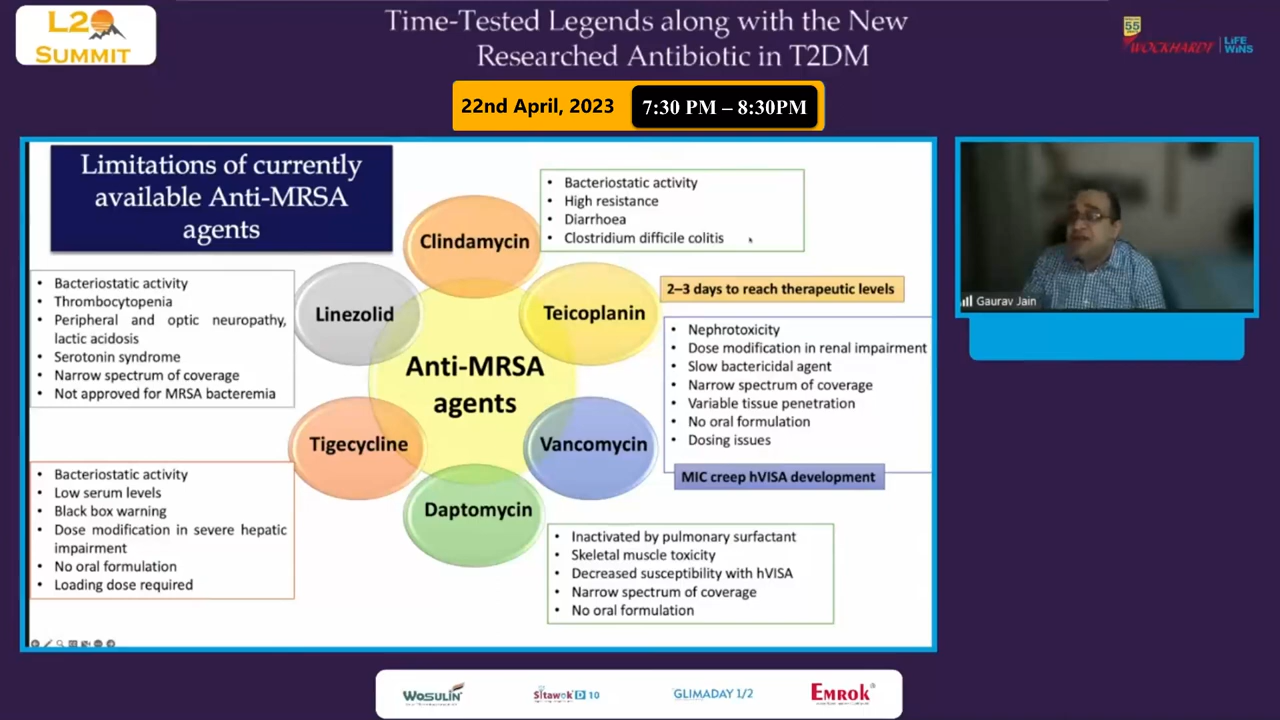 L2
SUMMIT
Time-Tested Legends along with the New
Researched Antibiotic in T2DM
55
WOCKHARDT
LiFE
WiNS
22nd April, 2023
7:30 PM – 8:30PM
Limitations of currently
available Anti-MRSA
agents
• Bacteriostatic activity
• High resistance
• Diarrhoea
• Clostridium difficile colitis
Clindamycin
• Bacteriostatic activity
• Thrombocytopenia
• Peripheral and optic neuropathy,
lactic acidosis
• Serotonin syndrome
• Narrow spectrum of coverage
• Not approved for MRSA bacteremia
Linezolid
Teicoplanin
2–3 days to reach therapeutic levels
Anti-MRSA
agents
• Nephrotoxicity
• Dose modification in renal impairment
• Slow bactericidal agent
• Narrow spectrum of coverage
• Variable tissue penetration
• No oral formulation
• Dosing issues
Tigecycline
Vancomycin
MIC creep hVISA development
• Bacteriostatic activity
• Low serum levels
• Black box warning
• Dose modification in severe hepatic
impairment
• No oral formulation
• Loading dose required
Daptomycin
• Inactivated by pulmonary surfactant
• Skeletal muscle toxicity
• Decreased susceptibility with hVISA
• Narrow spectrum of coverage
• No oral formulation
Gaurav Jain
WOSULIN
Sitawok D 10
GLIMADAY 1/2
EMROK